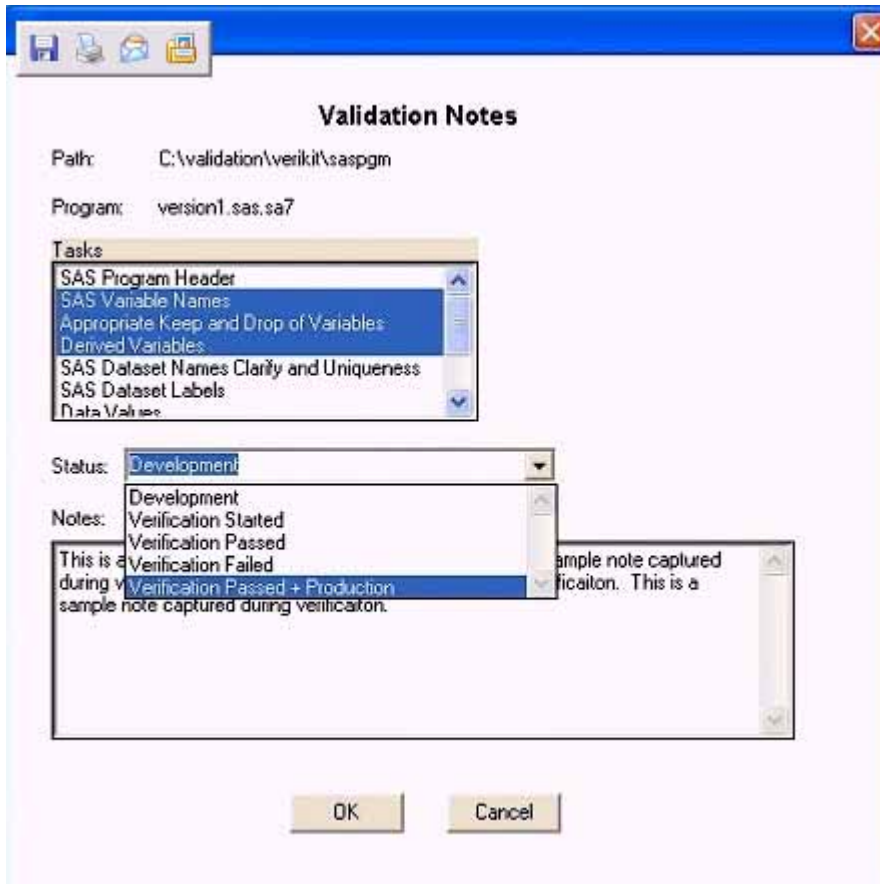 Validation Notes
Path: C:\validation\verikit\saspgm
Program: version1.sas.sa7
Tasks
SAS Program Header
SAS Variable Names
Appropriate Keep and Drop of Variables
Derived Variables
SAS Dataset Names Clarify and Uniqueness
SAS Dataset Labels
Data Values
Status: Development
Development
Verification Started
Verification Passed
Verification Failed
Verification Passed + Production
Notes:
This is a ample note captured
during v ficaiton. This is a
sample note captured during verificaiton.
OK Cancel